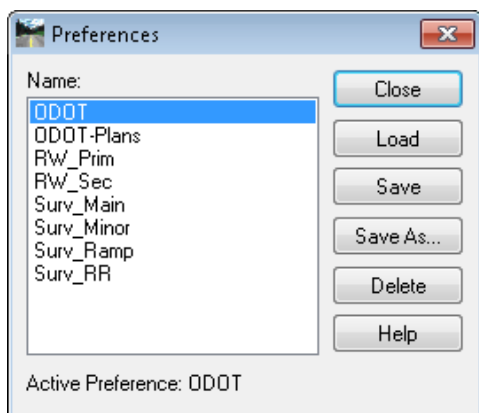 Preferences
Name:
ODOT
ODOT-Plans
RW_Prim
RW_Sec
Surv_Main
Surv_Minor
Surv_Ramp
Surv_RR
Close
Load
Save
Save As...
Delete
Help
Active Preference: ODOT